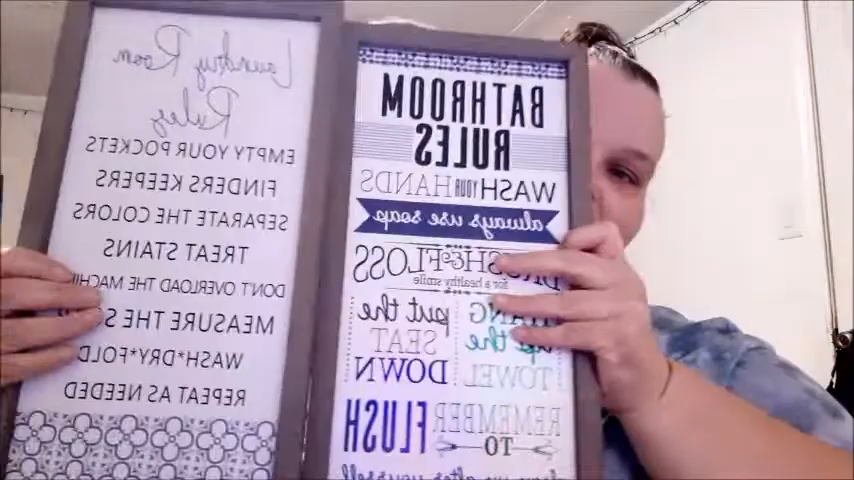 Laundry Room
Rules
EMPTY YOUR POCKETS
FINDERS KEEPERS
SEPARATE THE COLORS
TREAT STAINS
DON'T OVERLOAD THE
MEASURE THE
WASH*DRY*FOLD
REPEAT AS NEEDED
BATHROOM
RULES
WASH YOUR HANDS
always use soap
&FLOSS
for a healthy smile
HANG
up the
TOWEL
put the
SEAT
DOWN
REMEMBER
TO
FLUSH